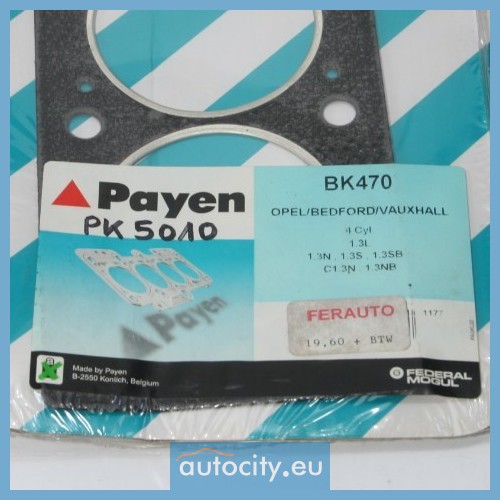 Payen
PK 5010
BK470
OPEL/BEDFORD/VAUXHALL
4 Cyl
1.3L
1.3N . 1.3S . 1.3SB
C1.3N . 1.3NB
FERAUTO
19.60 + BTW
1177
Payen
Made by Payen
B-2550 Kontich, Belgium
FEDERAL
MOGUL
autocity.eu